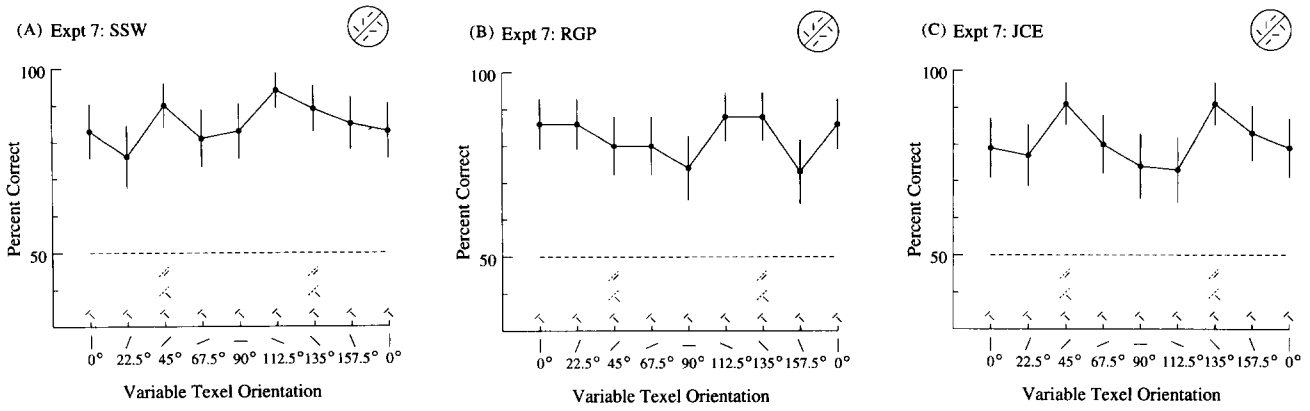 (A) Expt 7: SSW
100
50
Percent Correct
0° 22.5° 45° 67.5° 90° 112.5° 135° 157.5° 0°
Variable Texel Orientation
(B) Expt 7: RGP
100
50
Percent Correct
0° 22.5° 45° 67.5° 90° 112.5° 135° 157.5° 0°
Variable Texel Orientation
(C) Expt 7: JCE
100
50
Percent Correct
0° 22.5° 45° 67.5° 90° 112.5° 135° 157.5° 0°
Variable Texel Orientation